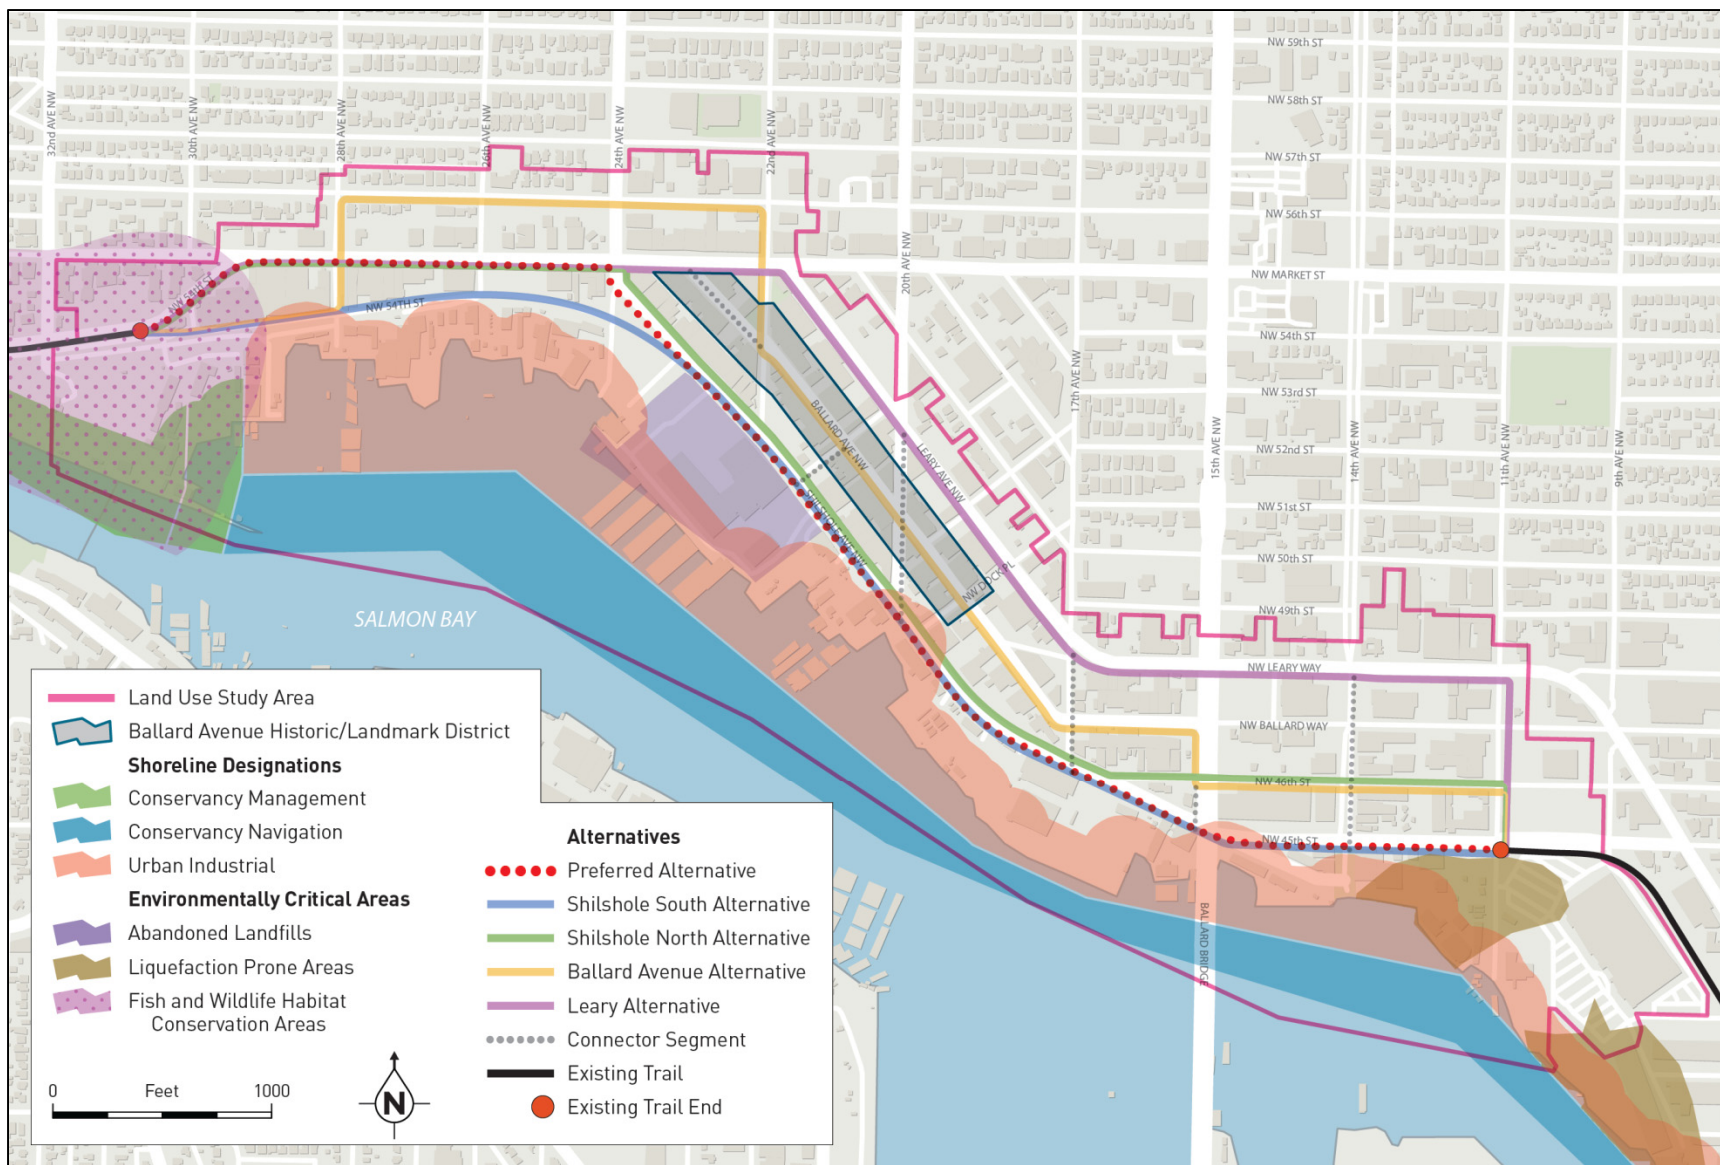 NW 59th ST
NW 58th ST
NW 57th ST
NW 56th ST
NW MARKET ST
NW 54th ST
NW 53rd ST
NW 52nd ST
NW 51st ST
NW 50th ST
NW 49th ST
NW LEARY WAY
NW BALLARD WAY
NW 46th ST
NW 45th ST
32nd AVE NW
30th AVE NW
28th AVE NW
26th AVE NW
24th AVE NW
22nd AVE NW
20th AVE NW
17th AVE NW
15th AVE NW
14th AVE NW
11th AVE NW
9th AVE NW
NW 54TH ST
BALLARD AVE NW
LEARY AVE NW
SHILSHOLE AVE NW
NW DOCK PL
BALLARD BRIDGE
SALMON BAY
Land Use Study Area
Ballard Avenue Historic/Landmark District
Shoreline Designations
Conservancy Management
Conservancy Navigation
Urban Industrial
Environmentally Critical Areas
Abandoned Landfills
Liquefaction Prone Areas
Fish and Wildlife Habitat
Conservation Areas
0 Feet 1000
N
Alternatives
Preferred Alternative
Shilshole South Alternative
Shilshole North Alternative
Ballard Avenue Alternative
Leary Alternative
Connector Segment
Existing Trail
Existing Trail End